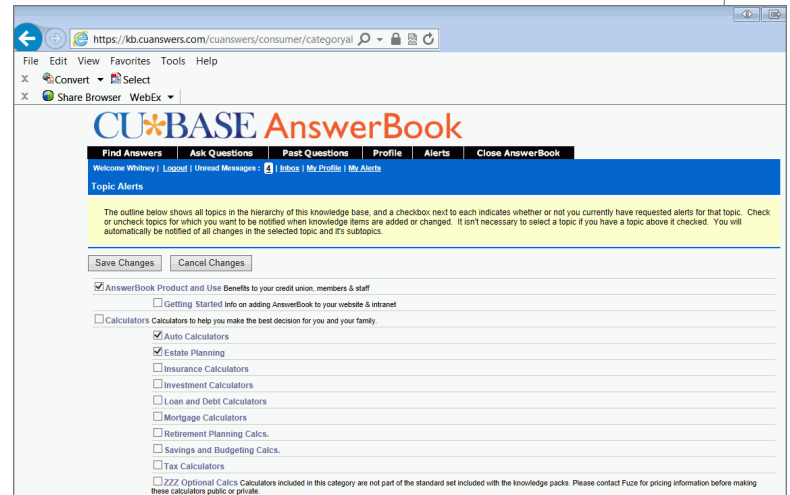 https://kb.cuanswers.com/cuanswers/consumer/categoryal
File Edit View Favorites Tools Help
x Convert Select
x Share Browser WebEx
CU*BASE AnswerBook
Find Answers Ask Questions Past Questions Profile Alerts Close AnswerBook
Welcome Whitney | Logout | Unread Messages : 4 | Inbox | My Profile | My Alerts
Topic Alerts
The outline below shows all topics in the hierarchy of this knowledge base, and a checkbox next to each indicates whether or not you currently have requested alerts for that topic. Check
or uncheck topics for which you want to be notified when knowledge items are added or changed. It isn't necessary to select a topic if you have a topic above it checked. You will
automatically be notified of all changes in the selected topic and it's subtopics.
Save Changes Cancel Changes
AnswerBook Product and Use Benefits to your credit union, members & staff
Getting Started Info on adding AnswerBook to your website & intranet
Calculators Calculators to help you make the best decision for you and your family.
Auto Calculators
Estate Planning
Insurance Calculators
Investment Calculators
Loan and Debt Calculators
Mortgage Calculators
Retirement Planning Calcs.
Savings and Budgeting Calcs.
Tax Calculators
ZZZ Optional Calcs Calculators included in this category are not part of the standard set included with the knowledge packs. Please contact Fuze for pricing information before making
these calculators public or private.